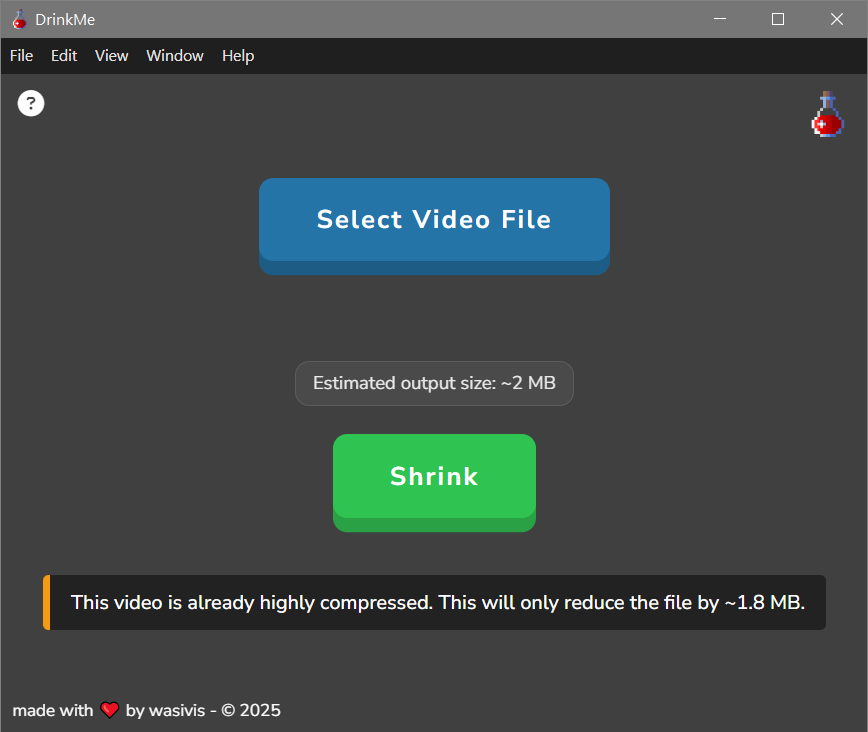 DrinkMe
File Edit View Window Help
?
Select Video File
Estimated output size: ~2 MB
Shrink
This video is already highly compressed. This will only reduce the file by ~1.8 MB.
made with ❤️ by wasivis - © 2025